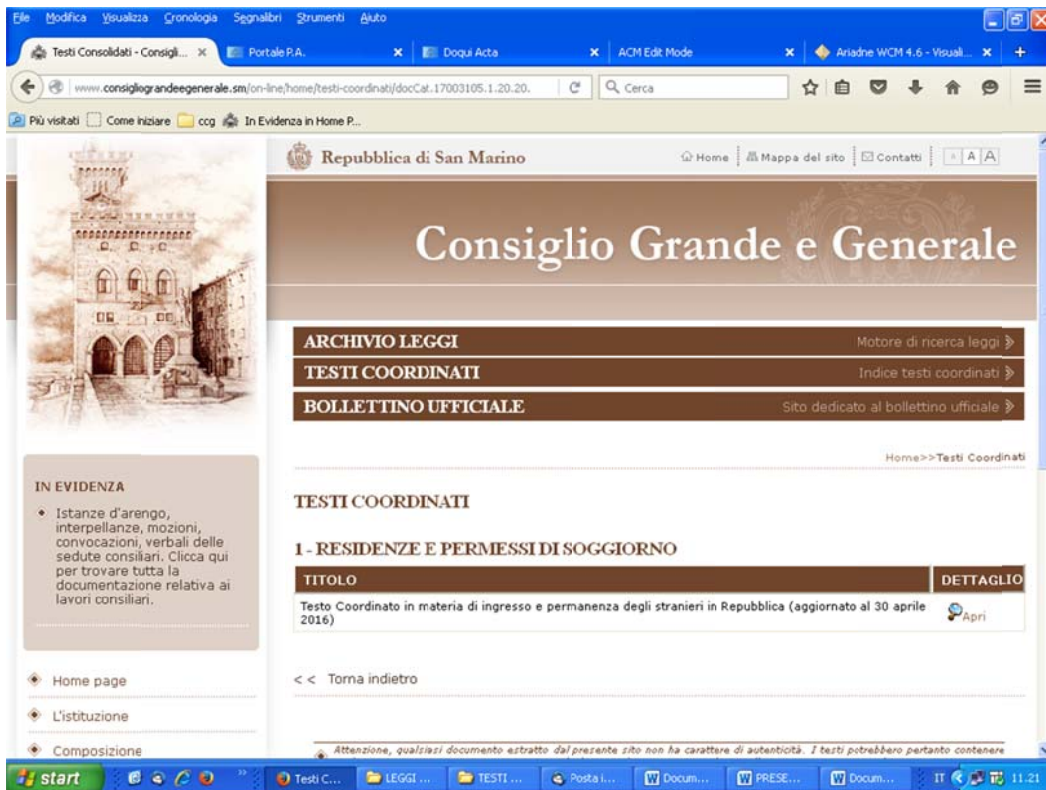 File Modifica Visualizza Cronologia Segnalibri Strumenti Aiuto
Testi Consolidati - Consigli... Portale P.A. Doqui Acta ACM Edit Mode Ariadne WCM 4.6 - Visuali...
www.consigliograndeegenerale.sm/on-line/home/testi-coordinati/docCat.17003105.1.20.20. Cerca
Più visitati Come iniziare ccg In Evidenza in Home P...
Repubblica di San Marino Home Mappa del sito Contatti A A A
Consiglio Grande e Generale
ARCHIVIO LEGGI Motore di ricerca leggi
TESTI COORDINATI Indice testi coordinati
BOLLETTINO UFFICIALE Sito dedicato al bollettino ufficiale
Home>>Testi Coordinati
IN EVIDENZA
Istanze d'arengo,
interpellanze, mozioni,
convocazioni, verbali delle
sedute consiliari. Clicca qui
per trovare tutta la
documentazione relativa ai
lavori consiliari.
TESTI COORDINATI
1 - RESIDENZE E PERMESSI DI SOGGIORNO
TITOLO DETTAGLIO
Testo Coordinato in materia di ingresso e permanenza degli stranieri in Repubblica (aggiornato al 30 aprile
2016) Apri
<< Torna indietro
Home page
L'istituzione
Composizione
Attenzione, qualsiasi documento estratto dal presente sito non ha carattere di autenticità. I testi potrebbero pertanto contenere
start Testi C... LEGGI ... TESTI ... Posta i... Docum... PRESE... Docum... IT 11.21